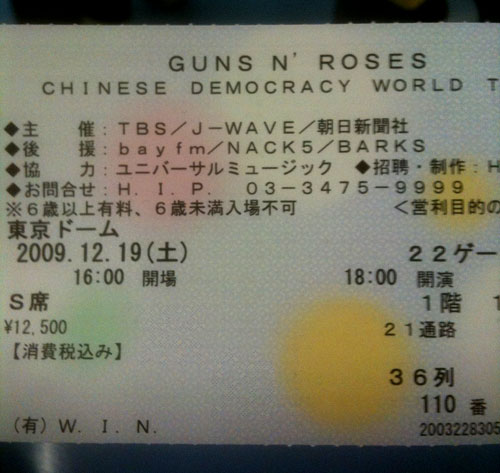 GUNS N' ROSES
CHINESE DEMOCRACY WORLD T
◆主　　催：TBS／J－WAVE／朝日新聞社
◆後　　援：bayfm／NACK5／BARKS
◆協　　力：ユニバーサルミュージック　◆招聘・制作：H
◆お問合せ：H．I．P．　03－3475－9999
※6歳以上有料、6歳未満入場不可　　　＜営利目的の
東京ドーム
2009.12.19(土)　22ゲー
16:00　開場　18:00　開演
S席　1階　1
¥12,500　21通路
【消費税込み】
36列
110 番
(有)　W．I．N．　2003228305